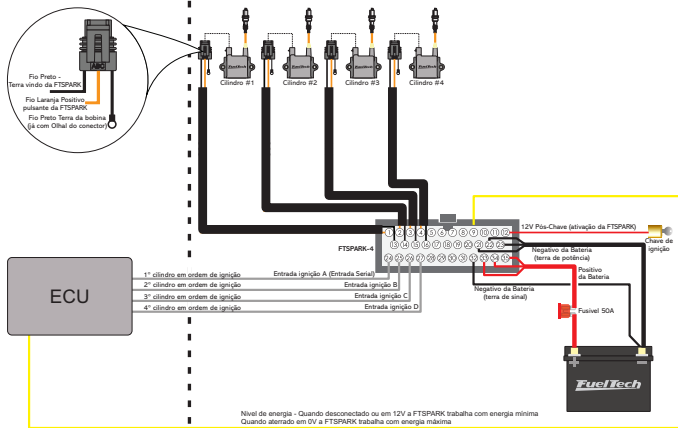 ABC
Fio Preto -
Terra vindo da FTSPARK
Fio Laranja Positivo
pulsante da FTSPARK
Fio Preto Terra da bobina
(já com Olhal do conector)
FuelTech
FuelTech
FuelTech
FuelTech
Cilindro #1
Cilindro #2
Cilindro #3
Cilindro #4
1 2 3 4 5 6 7 8 9 10 11 12
13 14 15 16 17 18 19 20 21 22 23
24 25 26 27 28 29 30 31 32 33 34 35
FTSPARK-4
12V Pós-Chave (ativação da FTSPARK)
Chave de
ignição
Negativo da Bateria
(terra de potência)
Positivo
da Bateria
Negativo da Bateria
(terra de sinal)
Fusivel 50A
ECU
1° cilindro em ordem de ignição
Entrada ignição A (Entrada Serial)
2° cilindro em ordem de ignição
Entrada ignição B
3° cilindro em ordem de ignição
Entrada ignição C
4° cilindro em ordem de ignição
Entrada ignição D
+ -
FuelTech
Nivel de energia - Quando desconectado ou em 12V a FTSPARK trabalha com energia mínima
Quando aterrado em 0V a FTSPARK trabalha com energia máxima